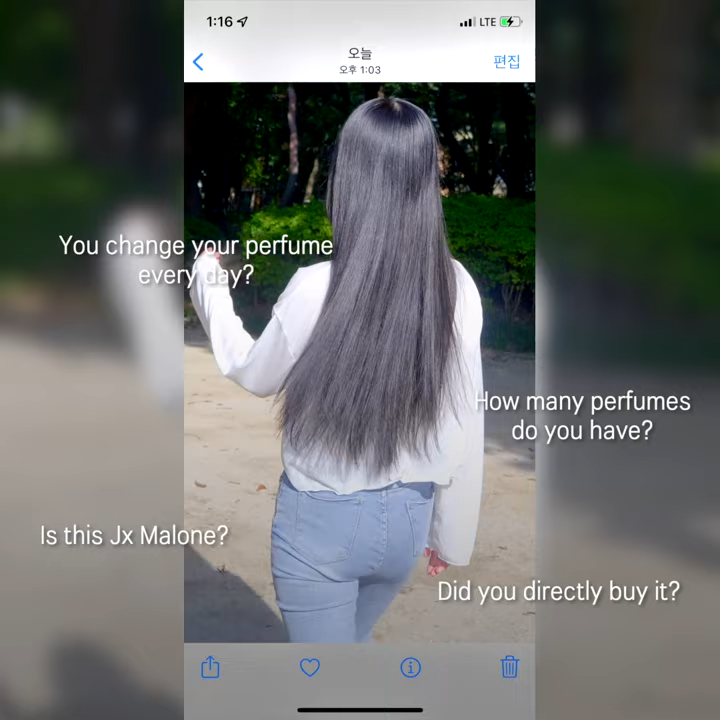 1:16
LTE
오늘
오후 1:03
편집
You change your perfume
every day?
How many perfumes
do you have?
Is this Jx Malone?
Did you directly buy it?